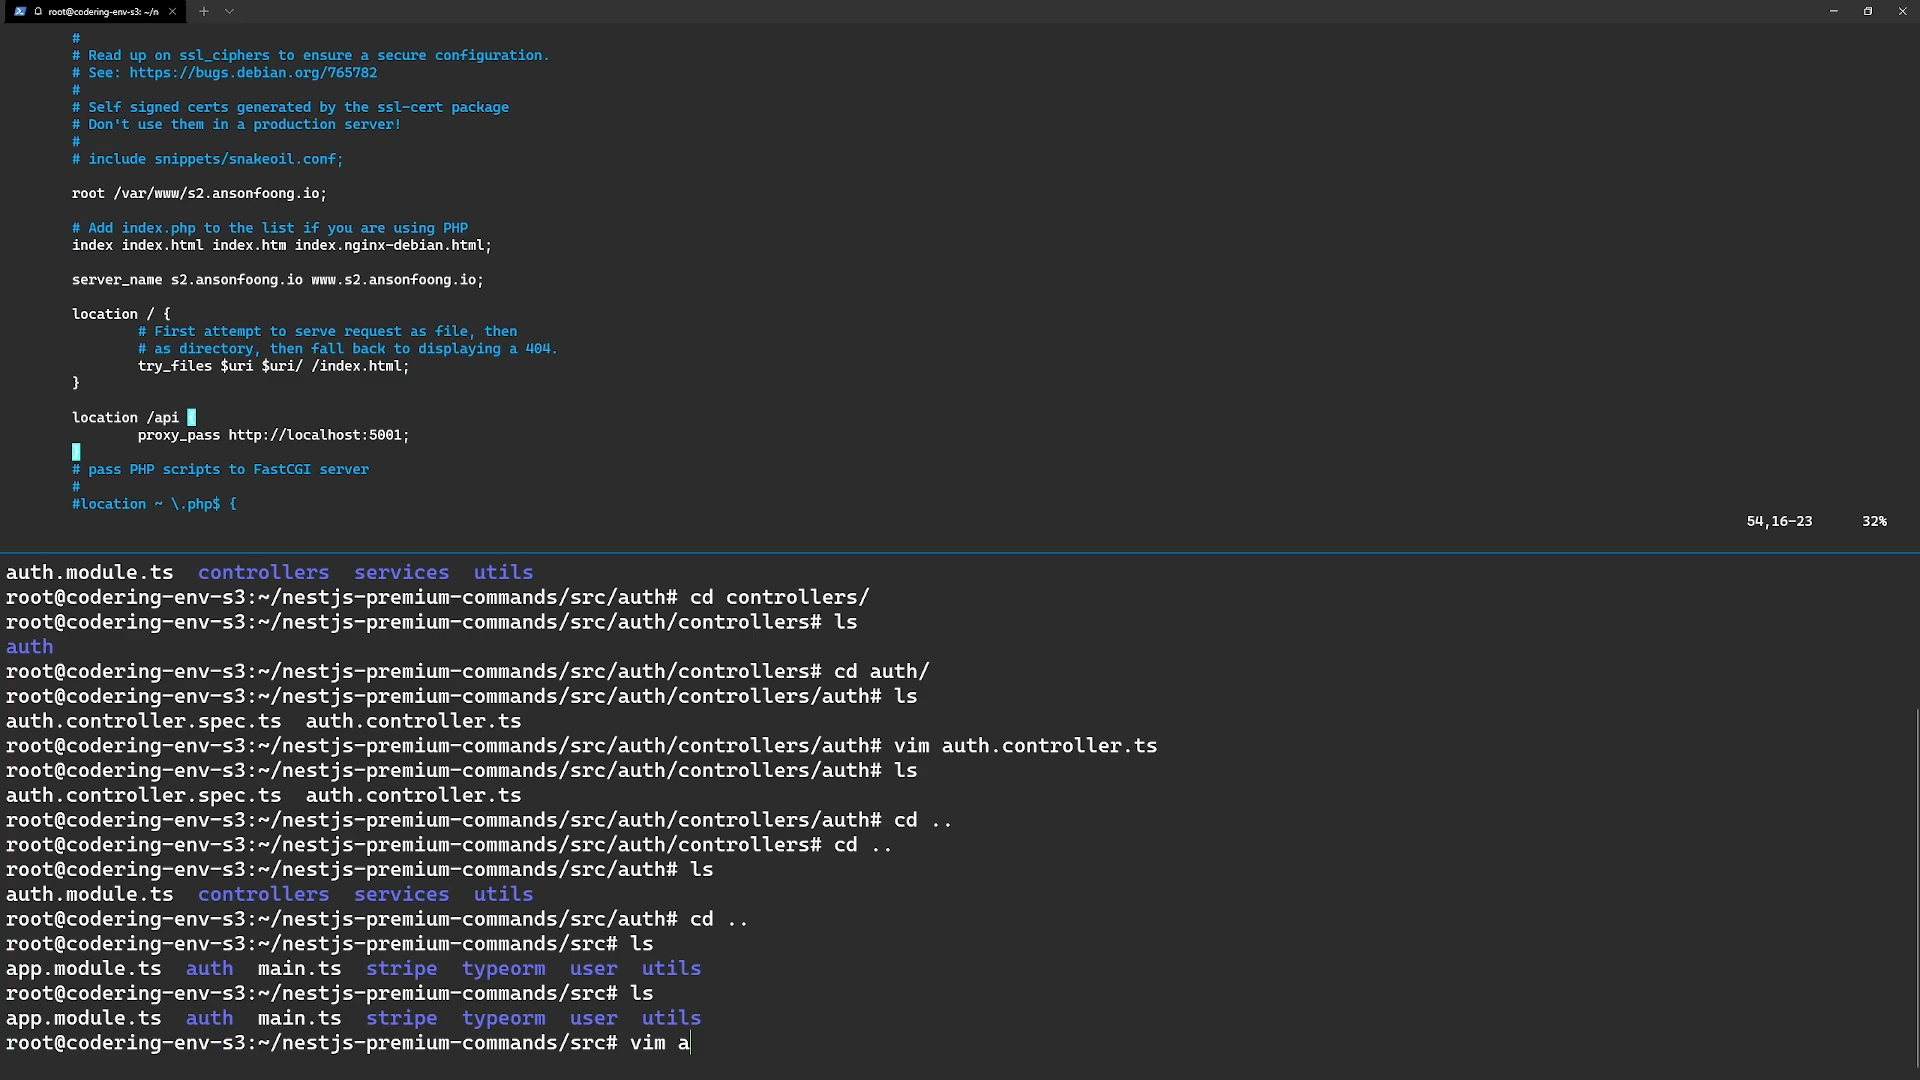 root@codering-env-s3: ~/n
#
# Read up on ssl_ciphers to ensure a secure configuration.
# See: https://bugs.debian.org/765782
#
# Self signed certs generated by the ssl-cert package
# Don't use them in a production server!
#
# include snippets/snakeoil.conf;
root /var/www/s2.ansonfoong.io;
# Add index.php to the list if you are using PHP
index index.html index.htm index.nginx-debian.html;
server_name s2.ansonfoong.io www.s2.ansonfoong.io;
location / {
# First attempt to serve request as file, then
# as directory, then fall back to displaying a 404.
try_files $uri $uri/ /index.html;
}
location /api {
proxy_pass http://localhost:5001;
}
# pass PHP scripts to FastCGI server
#
#location ~ \.php$ {
54,16-23 32%
auth.module.ts controllers services utils
root@codering-env-s3:~/nestjs-premium-commands/src/auth# cd controllers/
root@codering-env-s3:~/nestjs-premium-commands/src/auth/controllers# ls
auth
root@codering-env-s3:~/nestjs-premium-commands/src/auth/controllers# cd auth/
root@codering-env-s3:~/nestjs-premium-commands/src/auth/controllers/auth# ls
auth.controller.spec.ts auth.controller.ts
root@codering-env-s3:~/nestjs-premium-commands/src/auth/controllers/auth# vim auth.controller.ts
root@codering-env-s3:~/nestjs-premium-commands/src/auth/controllers/auth# ls
auth.controller.spec.ts auth.controller.ts
root@codering-env-s3:~/nestjs-premium-commands/src/auth/controllers/auth# cd ..
root@codering-env-s3:~/nestjs-premium-commands/src/auth/controllers# cd ..
root@codering-env-s3:~/nestjs-premium-commands/src/auth# ls
auth.module.ts controllers services utils
root@codering-env-s3:~/nestjs-premium-commands/src/auth# cd ..
root@codering-env-s3:~/nestjs-premium-commands/src# ls
app.module.ts auth main.ts stripe typeorm user utils
root@codering-env-s3:~/nestjs-premium-commands/src# ls
app.module.ts auth main.ts stripe typeorm user utils
root@codering-env-s3:~/nestjs-premium-commands/src# vim a